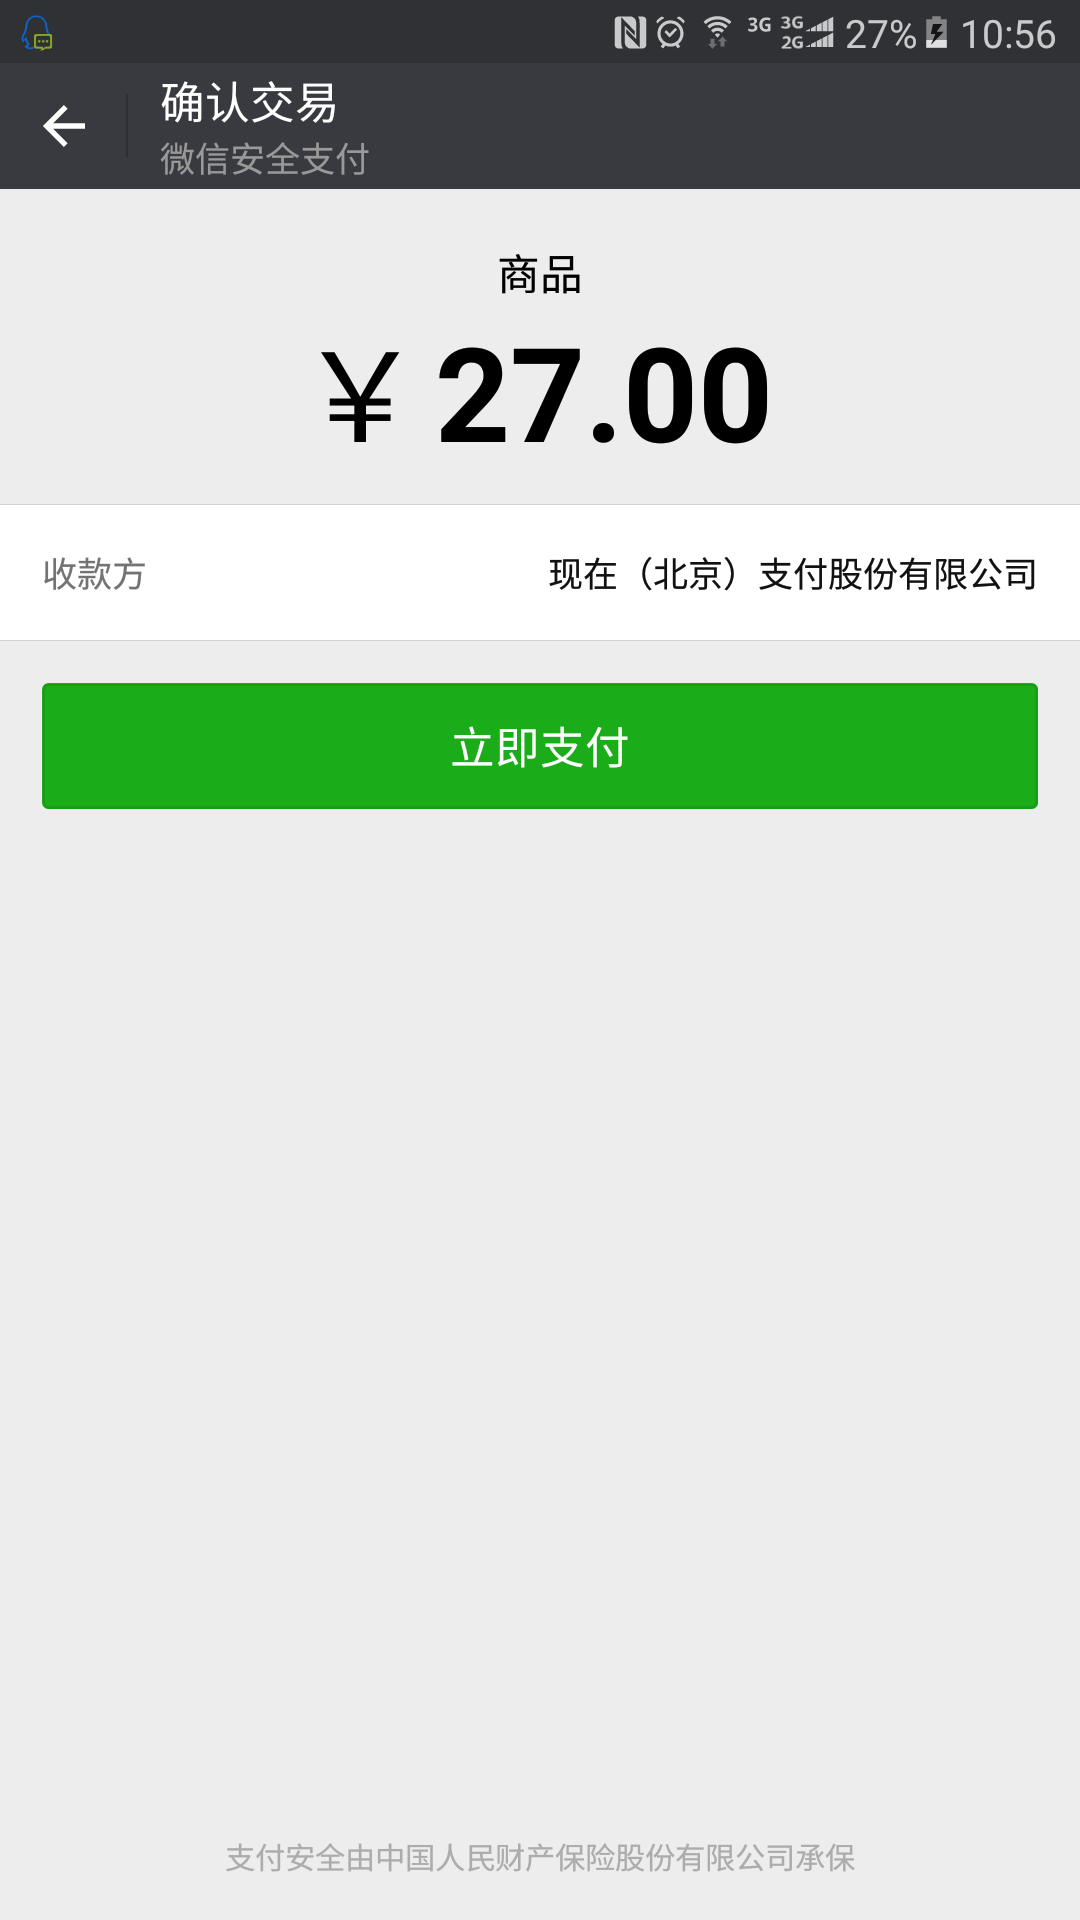 3G 3G 2G 27% 10:56
确认交易
微信安全支付
商品
￥27.00
收款方 现在（北京）支付股份有限公司
立即支付
支付安全由中国人民财产保险股份有限公司承保